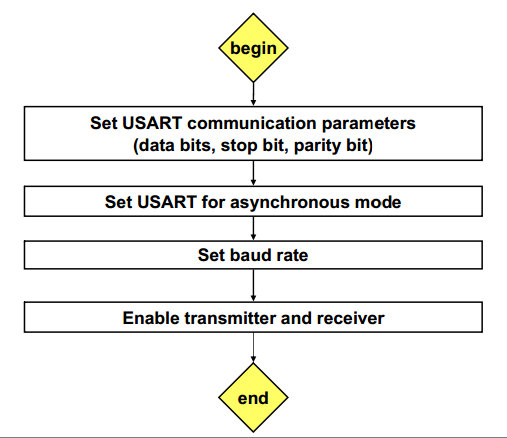 begin
Set USART communication parameters
(data bits, stop bit, parity bit)
Set USART for asynchronous mode
Set baud rate
Enable transmitter and receiver
end